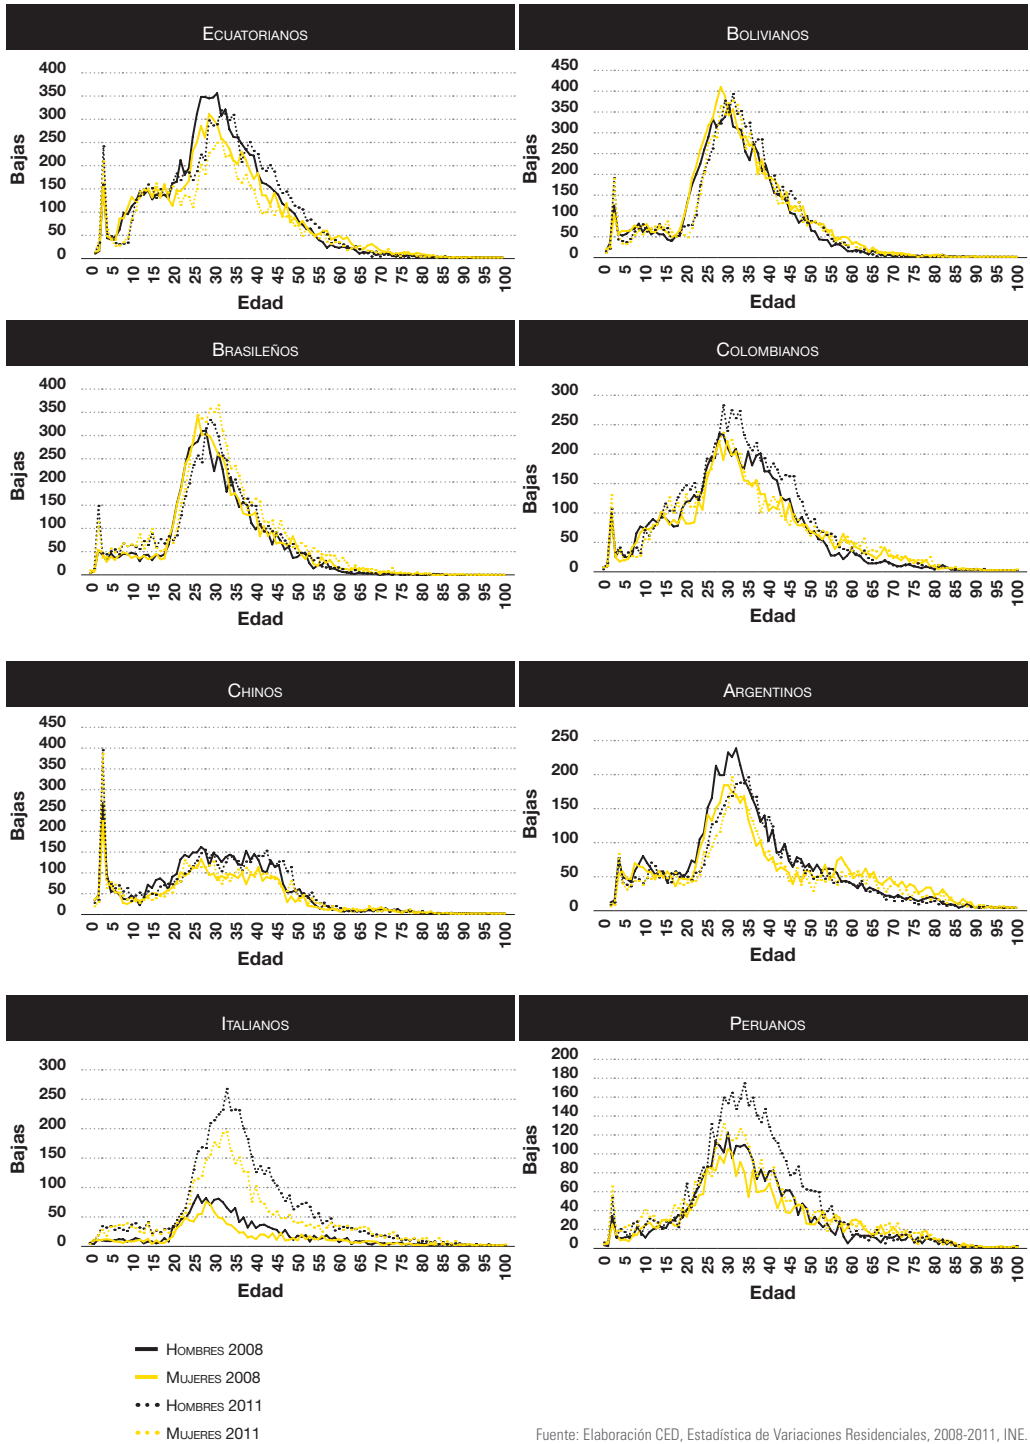 Ecuatorianos
Bolivianos
400
350
300
250
200
150
100
50
0
Bajas
0 5 10 15 20 25 30 35 40 45 50 55 60 65 70 75 80 85 90 95 100
Edad
450
400
350
300
250
200
150
100
50
0
Bajas
0 5 10 15 20 25 30 35 40 45 50 55 60 65 70 75 80 85 90 95 100
Edad
Brasileños
Colombianos
400
350
300
250
200
150
100
50
0
Bajas
0 5 10 15 20 25 30 35 40 45 50 55 60 65 70 75 80 85 90 95 100
Edad
300
250
200
150
100
50
0
Bajas
0 5 10 15 20 25 30 35 40 45 50 55 60 65 70 75 80 85 90 95 100
Edad
Chinos
Argentinos
450
400
350
300
250
200
150
100
50
0
Bajas
0 5 10 15 20 25 30 35 40 45 50 55 60 65 70 75 80 85 90 95 100
Edad
250
200
150
100
50
0
Bajas
0 5 10 15 20 25 30 35 40 45 50 55 60 65 70 75 80 85 90 95 100
Edad
Italianos
Peruanos
300
250
200
150
100
50
0
Bajas
0 5 10 15 20 25 30 35 40 45 50 55 60 65 70 75 80 85 90 95 100
Edad
200
180
160
140
120
100
80
60
40
20
0
Bajas
0 5 10 15 20 25 30 35 40 45 50 55 60 65 70 75 80 85 90 95 100
Edad
Hombres 2008
Mujeres 2008
Hombres 2011
Mujeres 2011
Fuente: Elaboración CED, Estadística de Variaciones Residenciales, 2008-2011, INE.